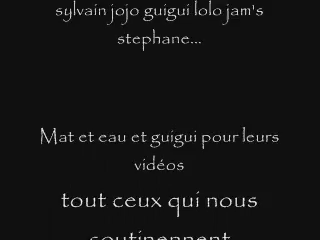 sylvain jojo guigui lolo jam's
stephane...
Mat et eau et guigui pour leurs
vidéos
tout ceux qui nous